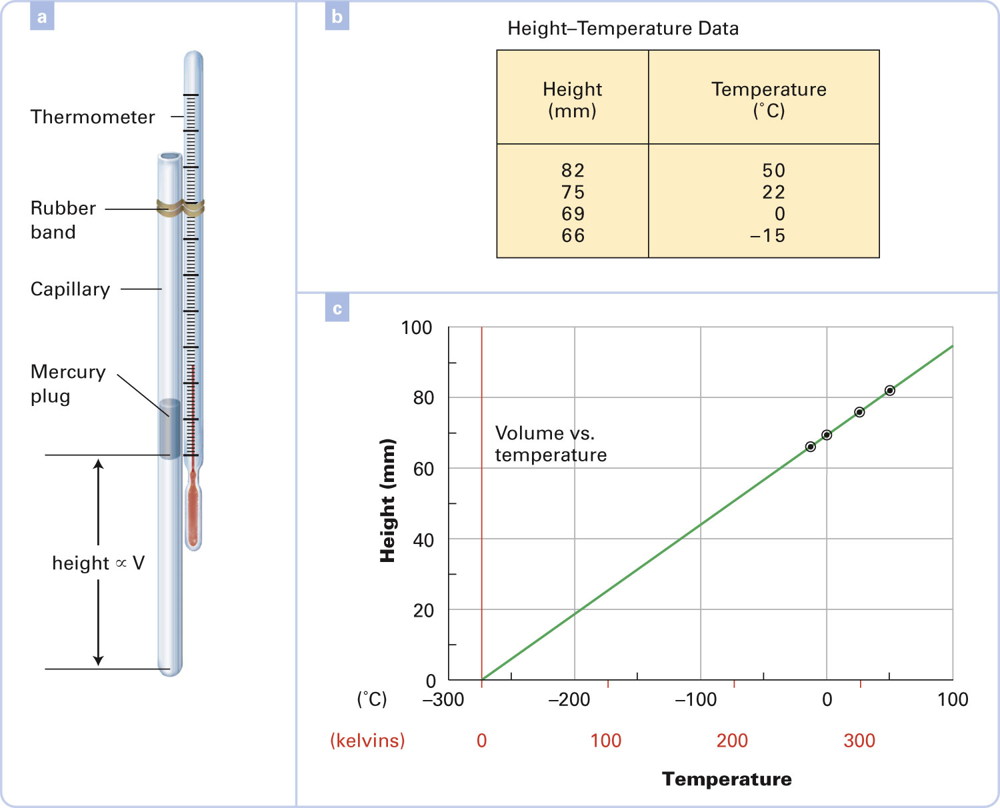 a
Thermometer
Rubber
band
Capillary
Mercury
plug
height ∝ V
b
Height–Temperature Data
Height
(mm)
Temperature
(˚C)
82 50
75 22
69 0
66 –15
c
100
80
60
40
20
0
Height (mm)
Volume vs.
temperature
(˚C) –300 –200 –100 0 100
(kelvins) 0 100 200 300
Temperature